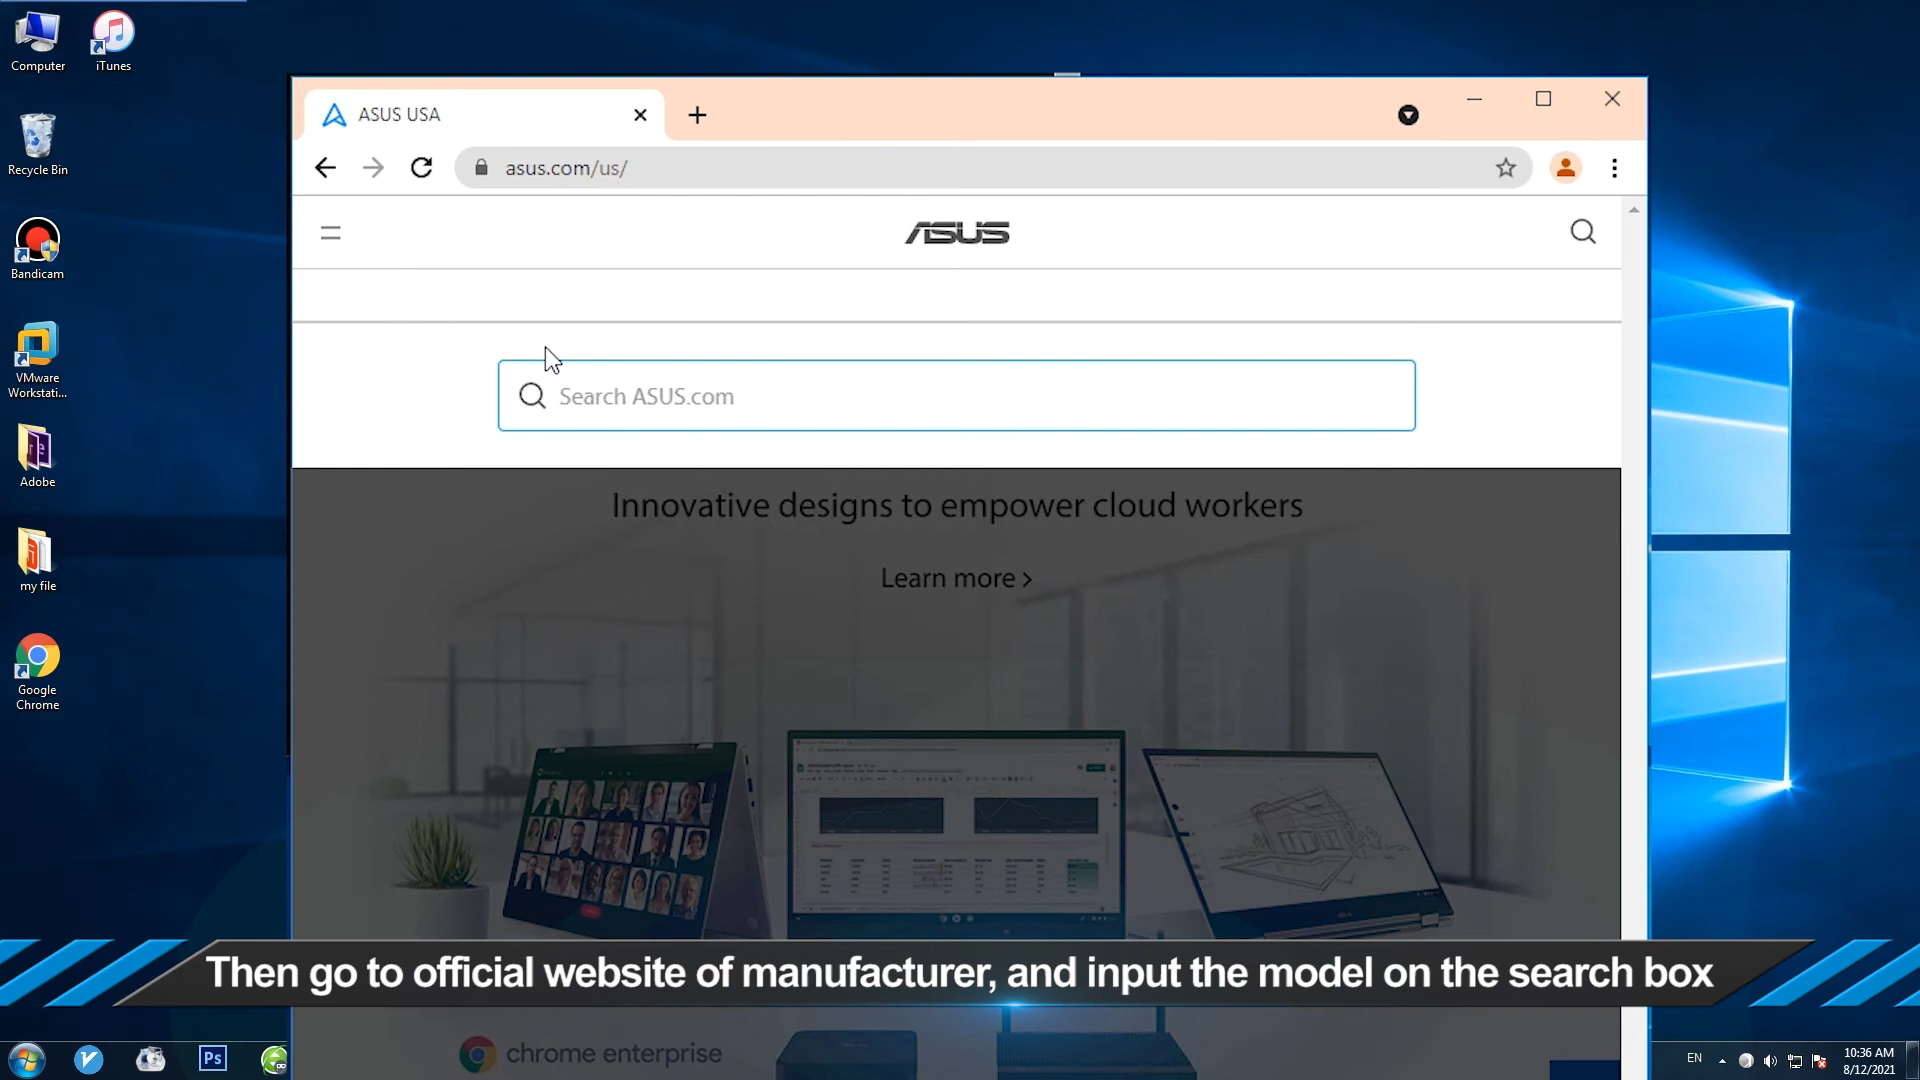 Computer
iTunes
Recycle Bin
Bandicam
VMware
Workstati...
Adobe
my file
Google
Chrome
ASUS USA
asus.com/us/
ASUS
Search ASUS.com
Innovative designs to empower cloud workers
Learn more >
Then go to official website of manufacturer, and input the model on the search box
chrome enterprise
Ps
EN
10:36 AM
8/12/2021